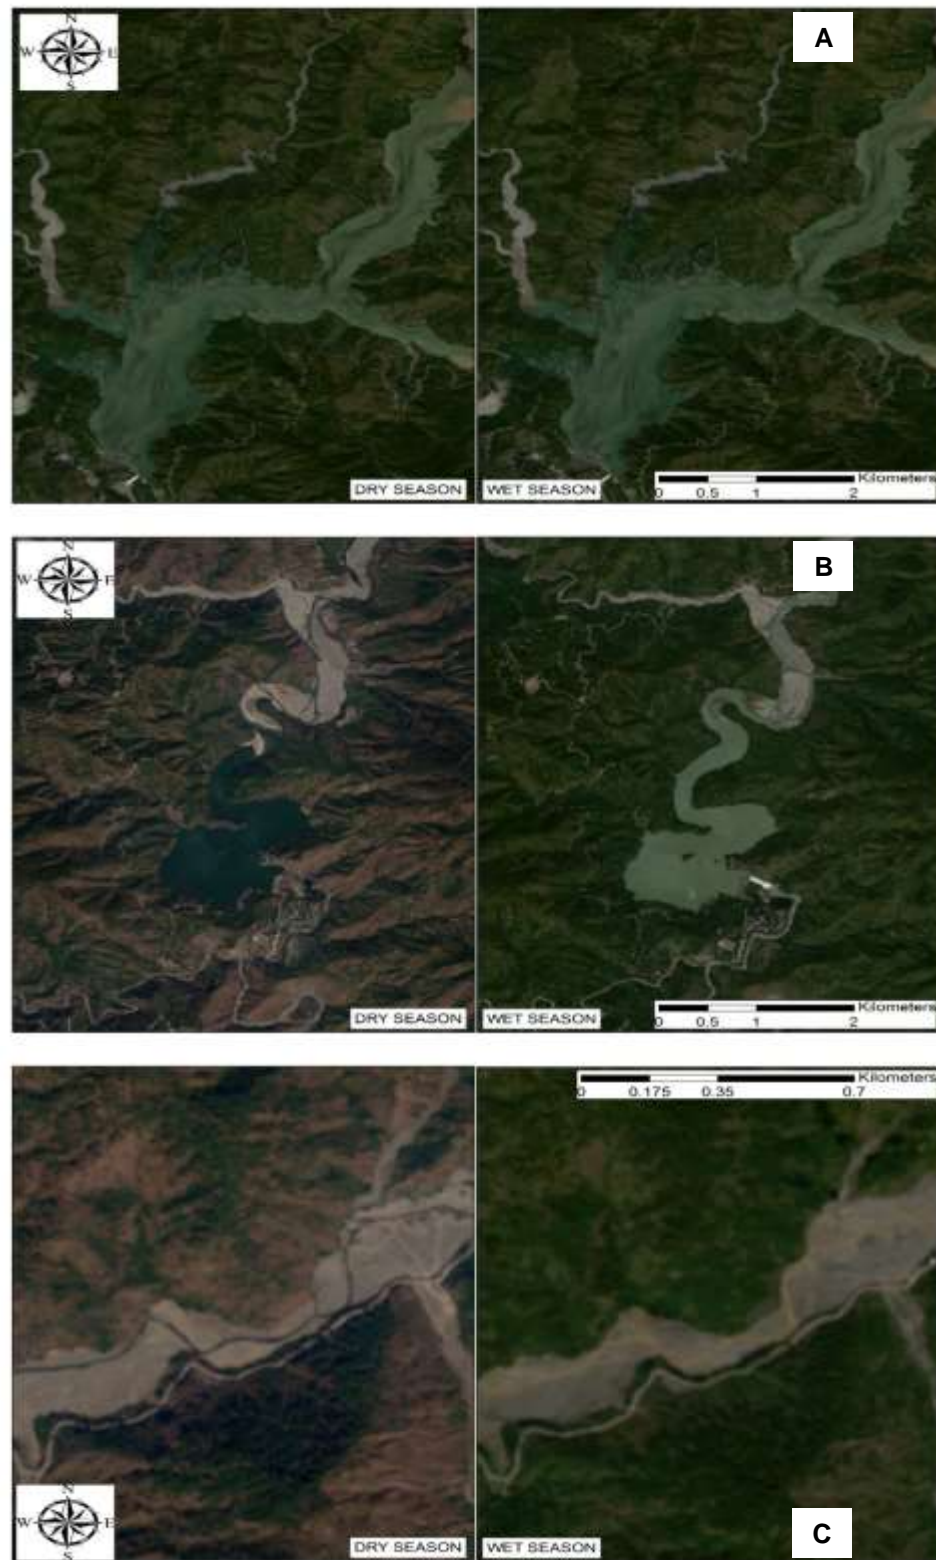 N
W E
S
A
DRY SEASON
WET SEASON
Kilometers
0 0.5 1 2
N
W E
S
B
DRY SEASON
WET SEASON
Kilometers
0 0.5 1 2
Kilometers
0 0.175 0.35 0.7
N
W E
S
DRY SEASON
WET SEASON
C